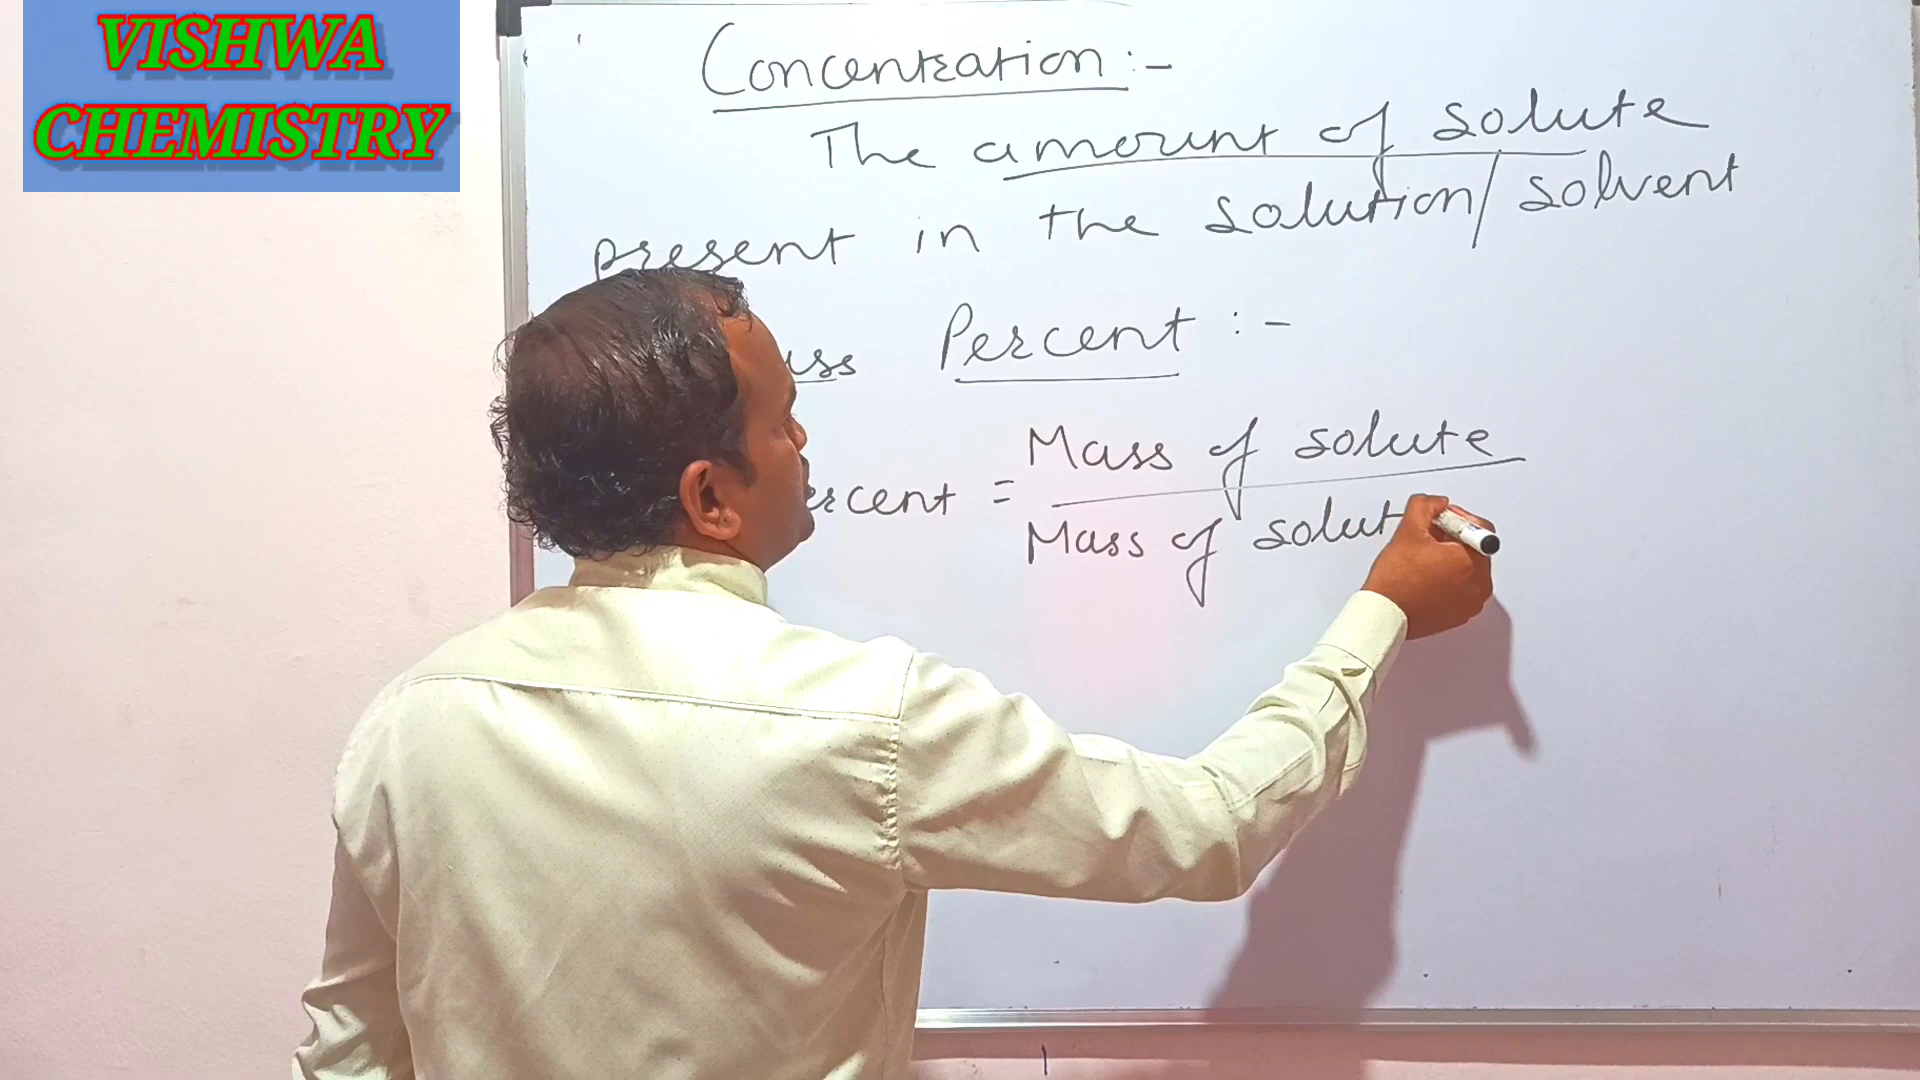 VISHWA
CHEMISTRY
Concentration :-
The amount of solute
present in the solution/solvent
Percent :-
Mass of solute
=
Mass of